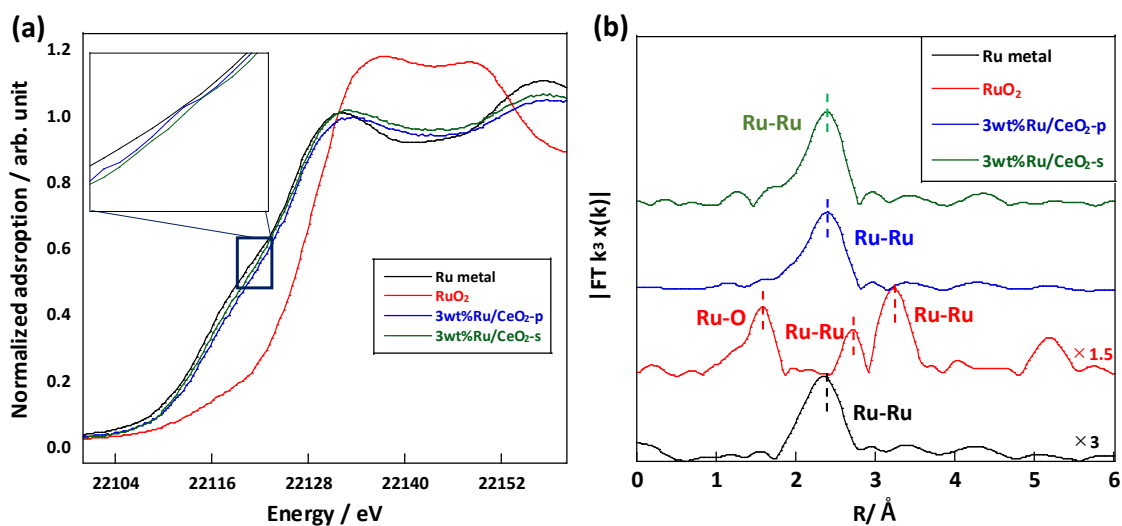 (a)
Normalized adsroption / arb. unit
1.2
1.0
0.8
0.6
0.4
0.2
0.0
Ru metal
RuO₂
3wt%Ru/CeO₂-p
3wt%Ru/CeO₂-s
22104 22116 22128 22140 22152
Energy / eV
(b)
|FT k³ x(k)|
Ru metal
RuO₂
3wt%Ru/CeO₂-p
3wt%Ru/CeO₂-s
Ru-Ru
Ru-Ru
Ru-O
Ru-Ru
Ru-Ru
×1.5
Ru-Ru
×3
0 1 2 3 4 5 6
R/ Å